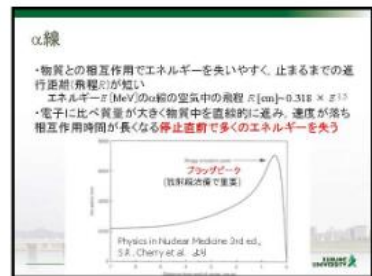 α線
・物質との相互作用でエネルギーを失いやすく、止まるまでの進
行距離(飛程R)が短い
エネルギーE[MeV]のα線の空気中の飛程 R[cm]~0.318 × E^1.5
・電子に比べ質量が大きく物質中を直線的に進み、速度が落ち
相互作用時間が長くなる停止直前で多くのエネルギーを失う
ブラッグピーク
(放射線治療で重要)
Physics in Nuclear Medicine 3rd ed.,
S.R. Cherry et al. より
UNIVERSITY